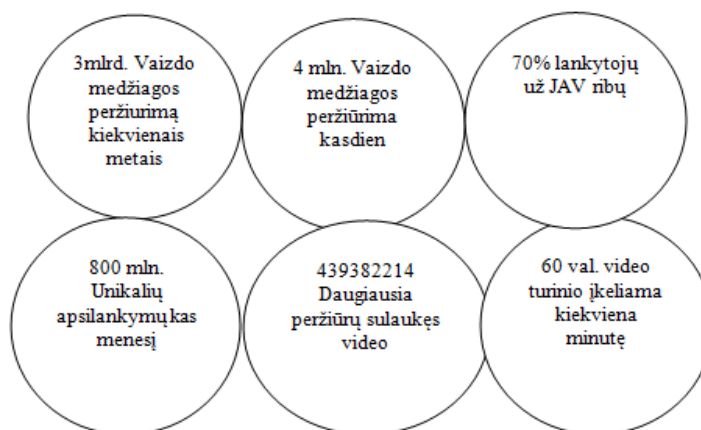 3mlrd. Vaizdo
medžiagos
peržiurimą
kiekvienais
metais
4 mln. Vaizdo
medžiagos
peržiūrima
kasdien
70% lankytojų
už JAV ribų
800 mln.
Unikalių
apsilankymų kas
menesį
439382214
Daugiausia
peržiūrų sulaukęs
video
60 val. video
turinio įkeliama
kiekviena
minutę